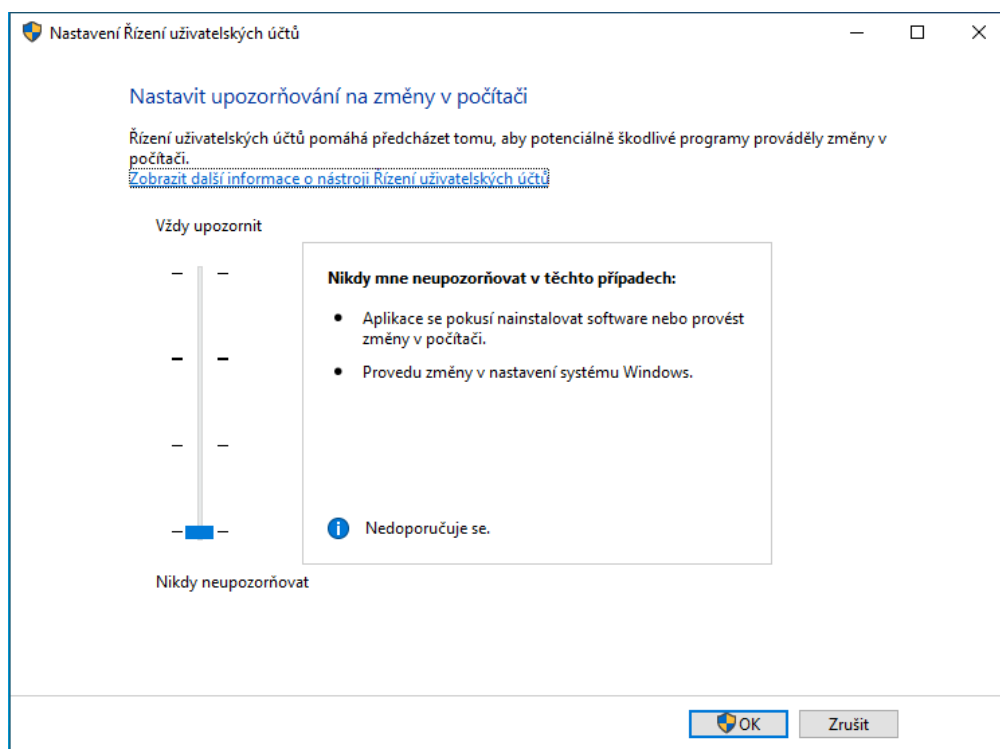 Nastavení Řízení uživatelských účtů
Nastavit upozorňování na změny v počítači
Řízení uživatelských účtů pomáhá předcházet tomu, aby potenciálně škodlivé programy prováděly změny v
počítači.
Zobrazit další informace o nástroji Řízení uživatelských účtů
Vždy upozornit
Nikdy mne neupozorňovat v těchto případech:
Aplikace se pokusí nainstalovat software nebo provést
změny v počítači.
Provedu změny v nastavení systému Windows.
Nedoporučuje se.
Nikdy neupozorňovat
OK
Zrušit